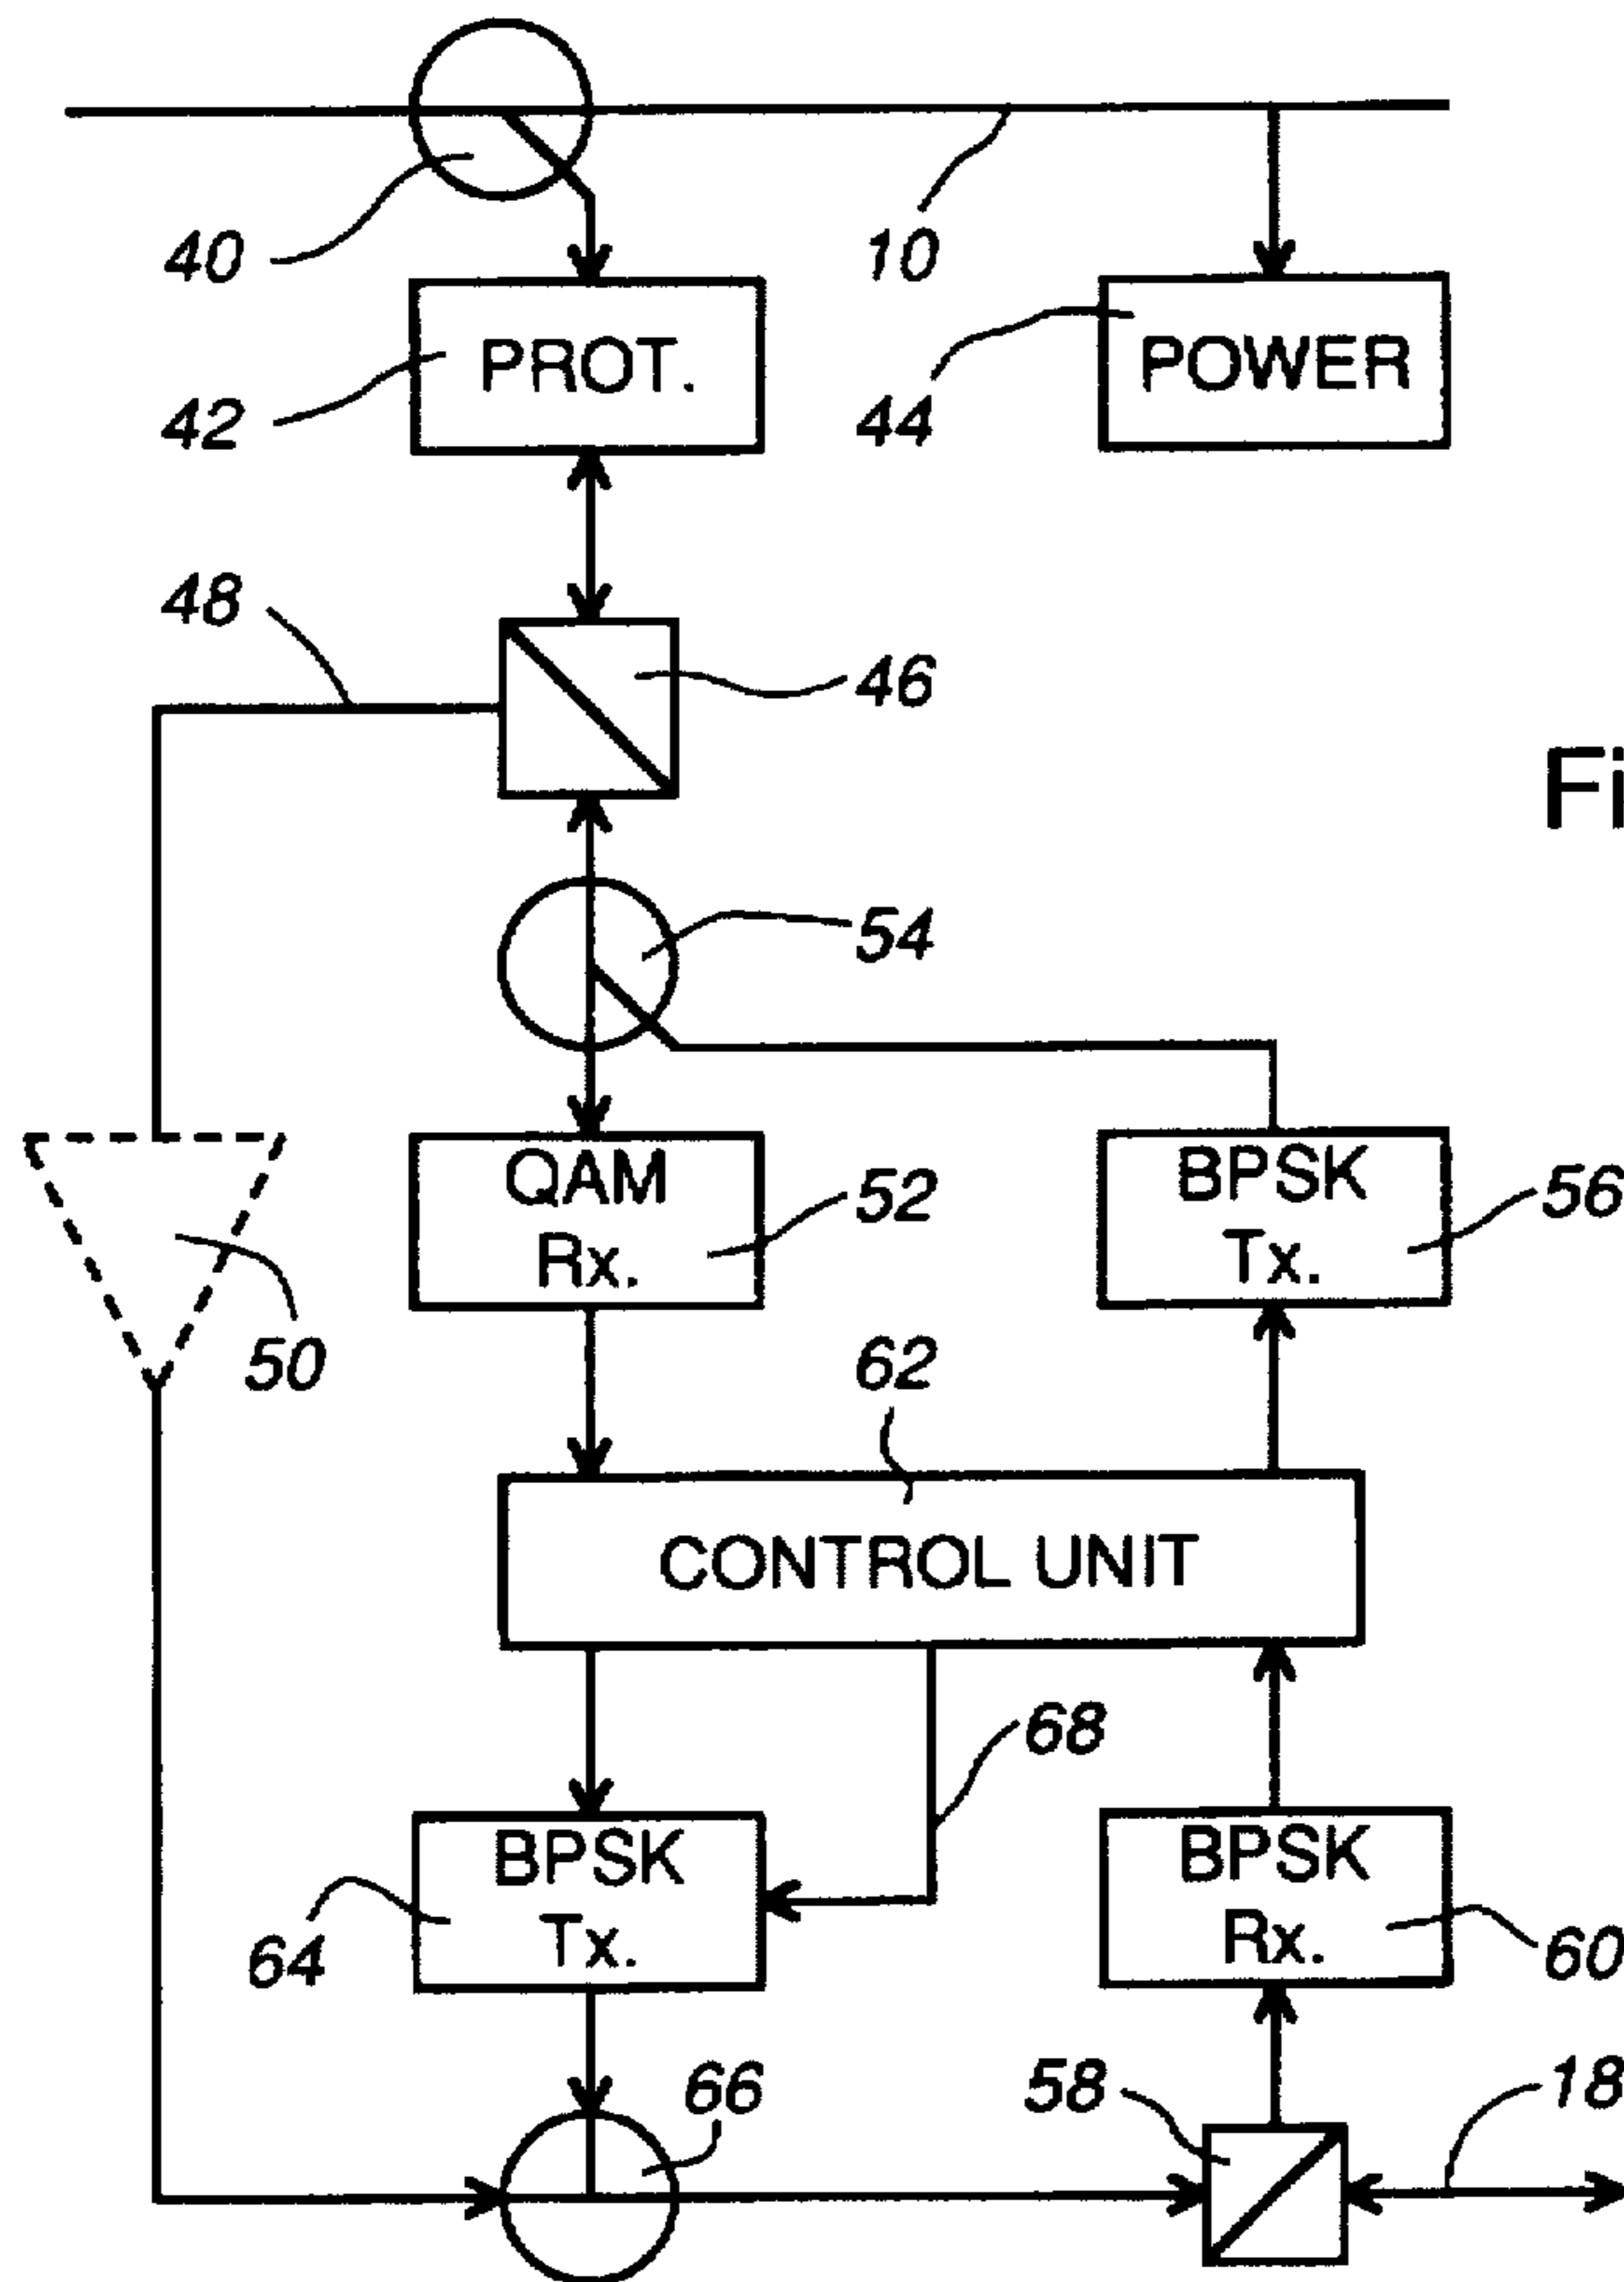 40
10
PROT.
POWER
42
44
48
46
Fi
54
QAM
Rx.
52
BPSK
Tx.
56
50
62
CONTROL UNIT
68
BPSK
Tx.
BPSK
Rx.
64
60
66
58
18